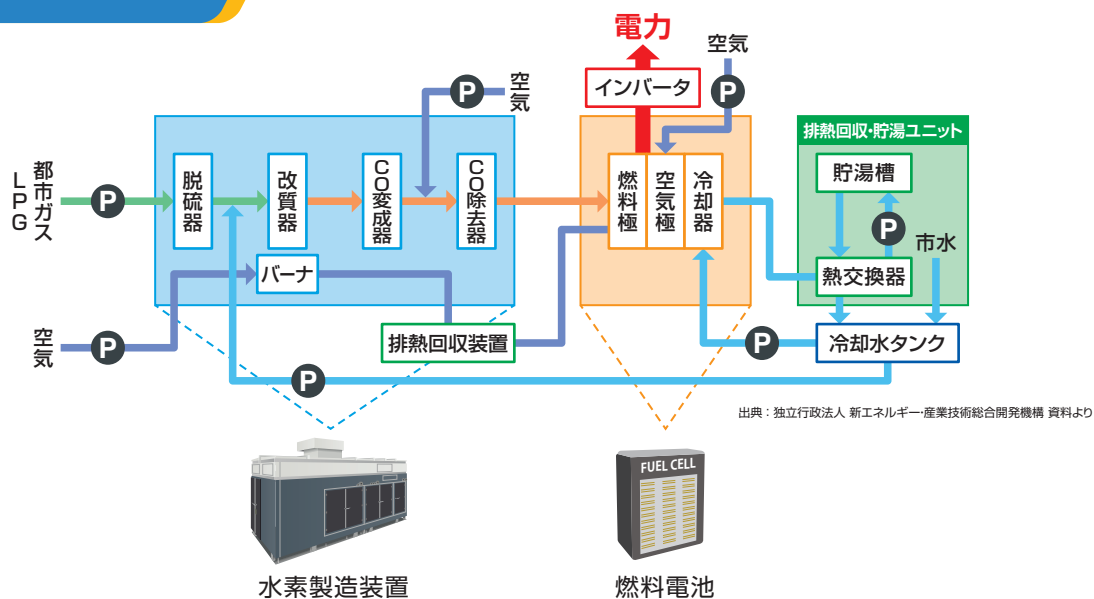 電力
空気
インバータ
P
P
空気
排熱回収・貯湯ユニット
都市ガス
LPG
P
脱硫器
改質器
CO変成器
CO除去器
燃料極
空気極
冷却器
貯湯槽
P
市水
熱交換器
バーナ
空気
P
排熱回収装置
P
冷却水タンク
P
出典：独立行政法人 新エネルギー・産業技術総合開発機構 資料より
FUEL CELL
水素製造装置
燃料電池